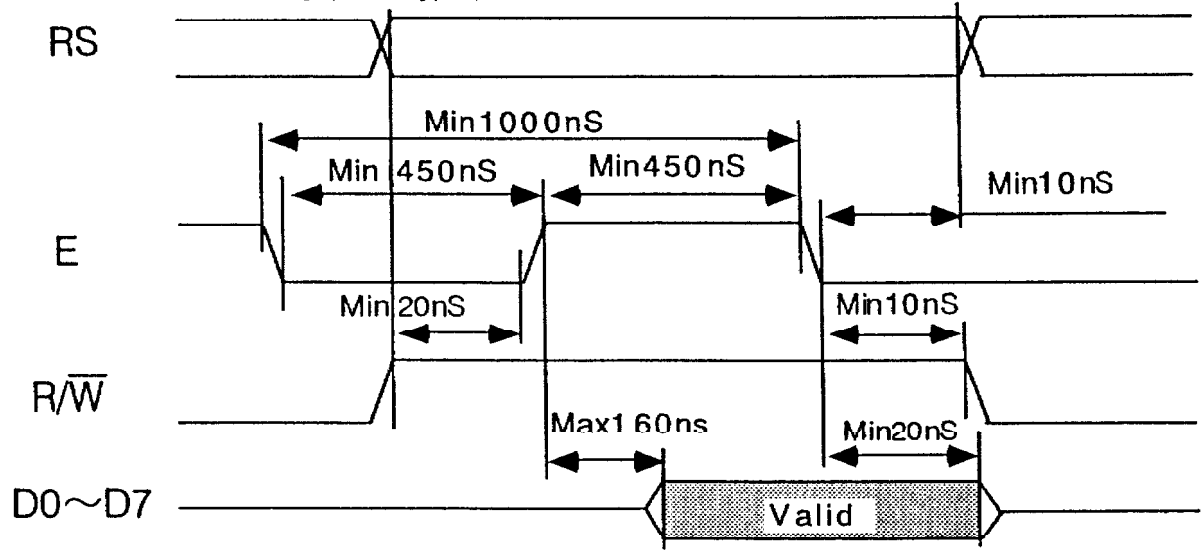 RS
Min1000nS
Min 450nS
Min450nS
Min10nS
E
Min 20nS
Min10nS
R/W̅
Max160ns
Min20nS
D0～D7
Valid